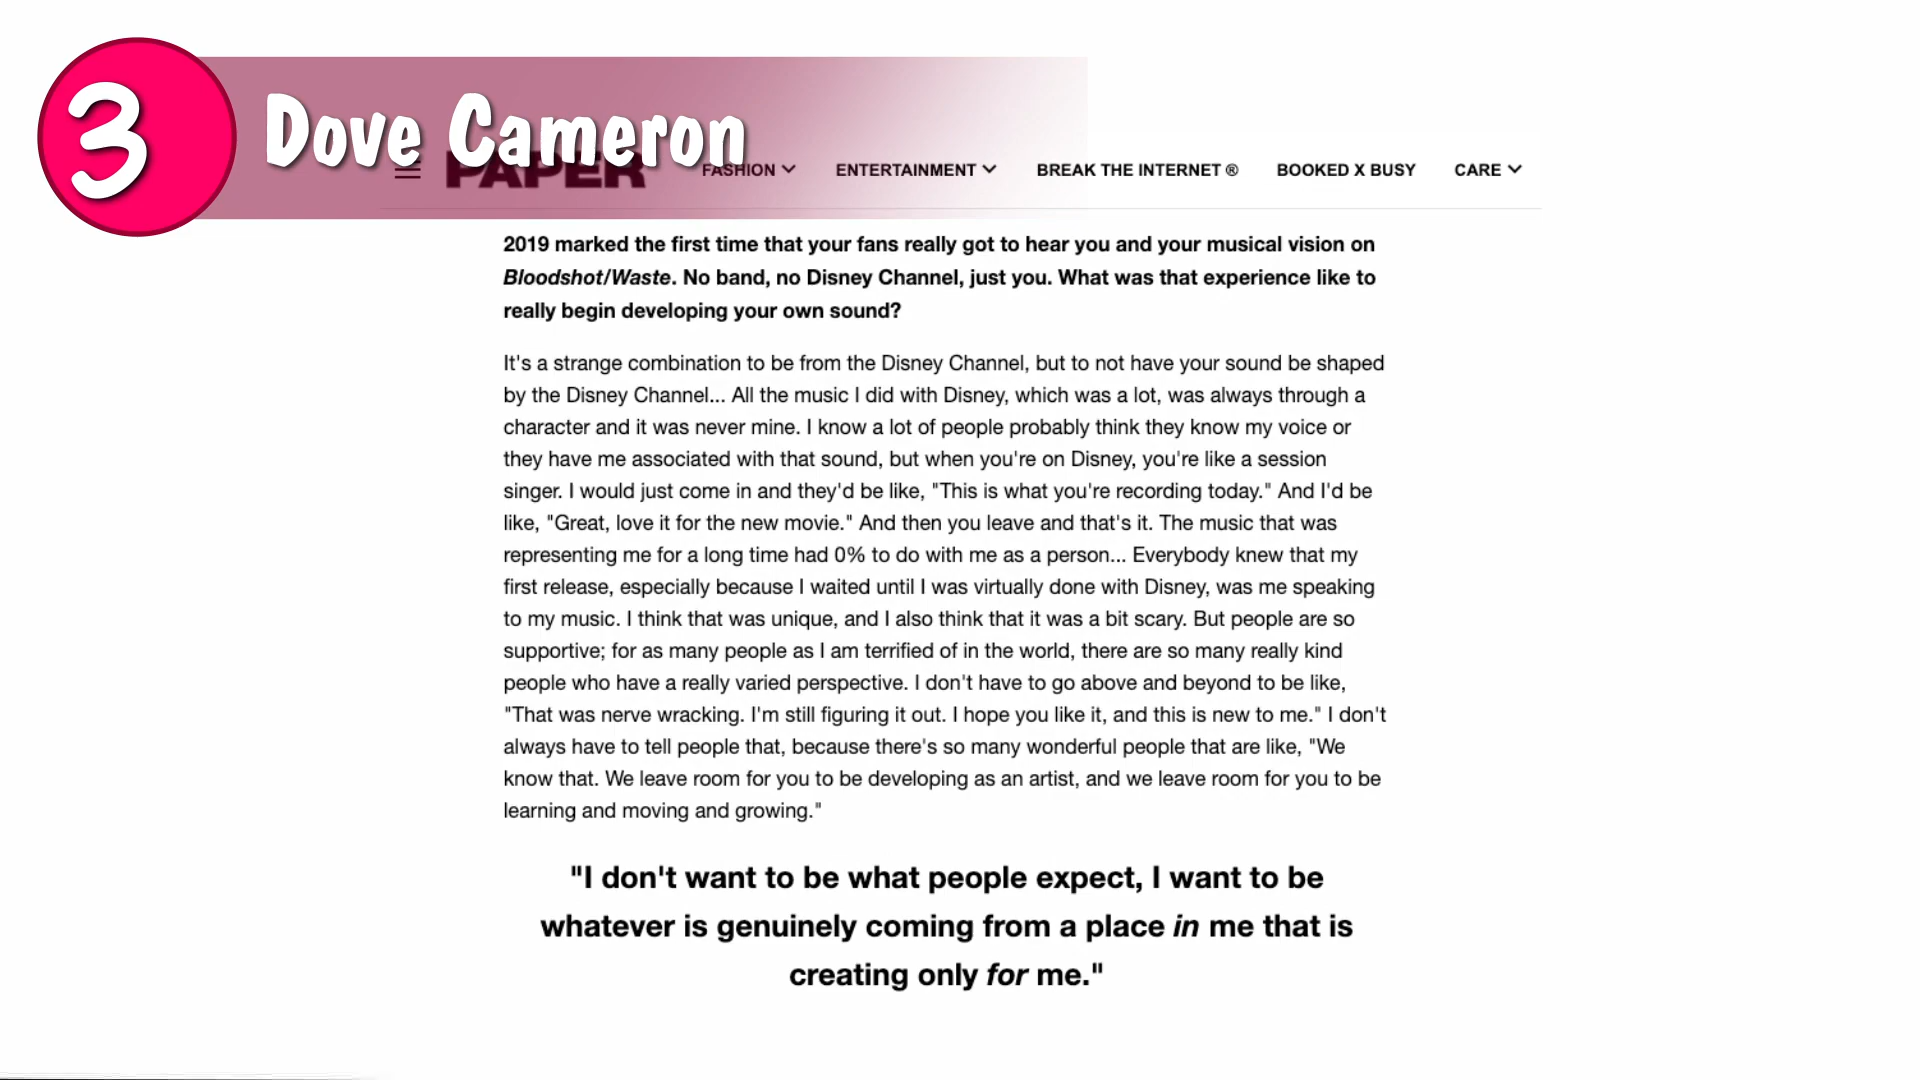 3
Dove Cameron
PAPER
FASHION
ENTERTAINMENT
BREAK THE INTERNET ®
BOOKED X BUSY
CARE
2019 marked the first time that your fans really got to hear you and your musical vision on
Bloodshot/Waste. No band, no Disney Channel, just you. What was that experience like to
really begin developing your own sound?
It's a strange combination to be from the Disney Channel, but to not have your sound be shaped
by the Disney Channel... All the music I did with Disney, which was a lot, was always through a
character and it was never mine. I know a lot of people probably think they know my voice or
they have me associated with that sound, but when you're on Disney, you're like a session
singer. I would just come in and they'd be like, "This is what you're recording today." And I'd be
like, "Great, love it for the new movie." And then you leave and that's it. The music that was
representing me for a long time had 0% to do with me as a person... Everybody knew that my
first release, especially because I waited until I was virtually done with Disney, was me speaking
to my music. I think that was unique, and I also think that it was a bit scary. But people are so
supportive; for as many people as I am terrified of in the world, there are so many really kind
people who have a really varied perspective. I don't have to go above and beyond to be like,
"That was nerve wracking. I'm still figuring it out. I hope you like it, and this is new to me." I don't
always have to tell people that, because there's so many wonderful people that are like, "We
know that. We leave room for you to be developing as an artist, and we leave room for you to be
learning and moving and growing."
"I don't want to be what people expect, I want to be
whatever is genuinely coming from a place in me that is
creating only for me."